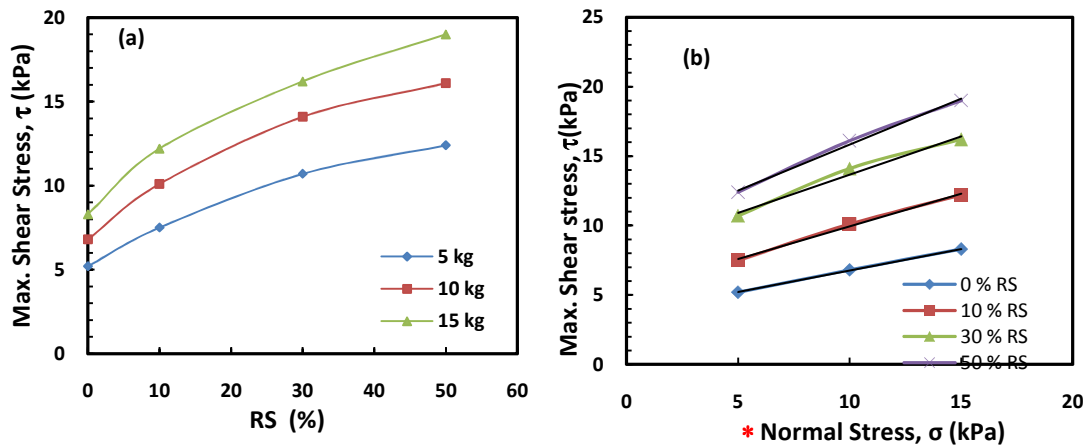 (a)
Max. Shear Stress, τ (kPa)
20
15
10
5
0
0 10 20 30 40 50 60
RS (%)
5 kg
10 kg
15 kg
(b)
Max. Shear stress, τ(kPa)
25
20
15
10
5
0
0 5 10 15 20
* Normal Stress, σ (kPa)
0 % RS
10 % RS
30 % RS
50 % RS